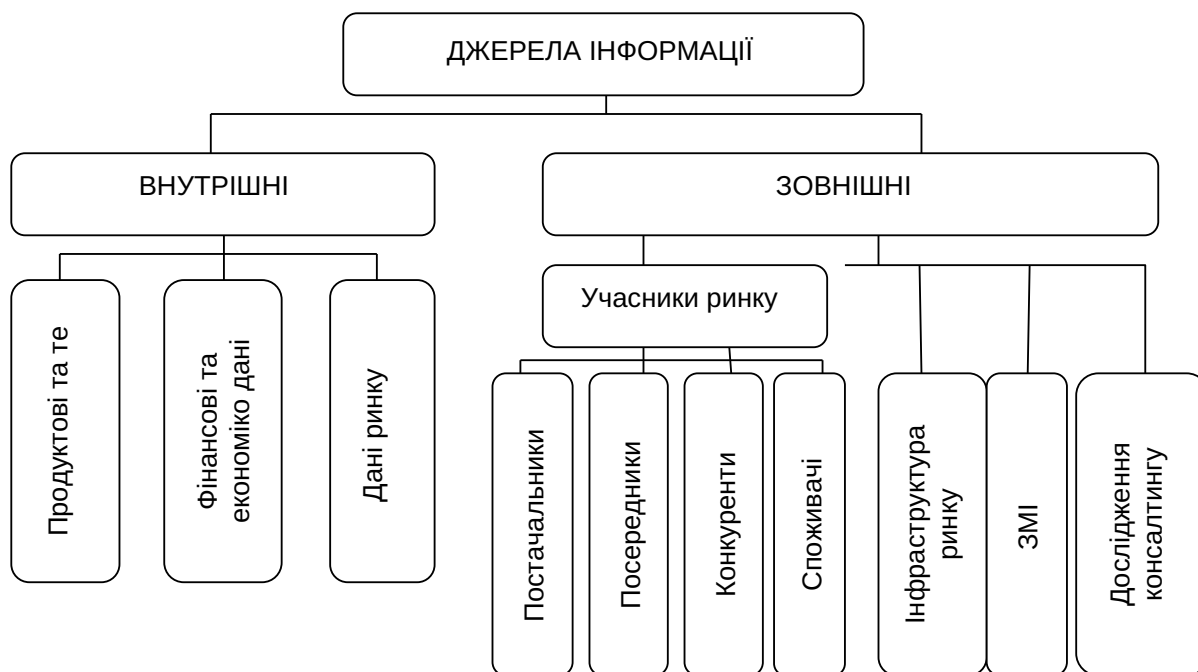 ДЖЕРЕЛА ІНФОРМАЦІЇ
ВНУТРІШНІ
ЗОВНІШНІ
Учасники ринку
Продуктові та те
Фінансові та
економіко дані
Дані ринку
Постачальники
Посередники
Конкуренти
Споживачі
Інфраструктура
ринку
ЗМІ
Дослідження
консалтингу